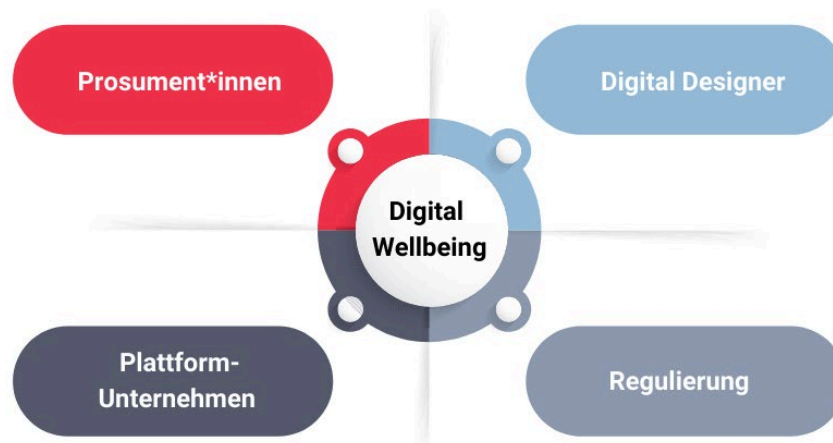 Prosument*innen
Digital Designer
Digital
Wellbeing
Plattform-
Unternehmen
Regulierung